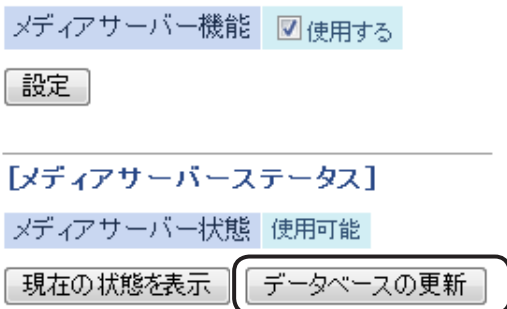 メディアサーバー機能 使用する
設定
[メディアサーバーステータス]
メディアサーバー状態 使用可能
現在の状態を表示 データベースの更新